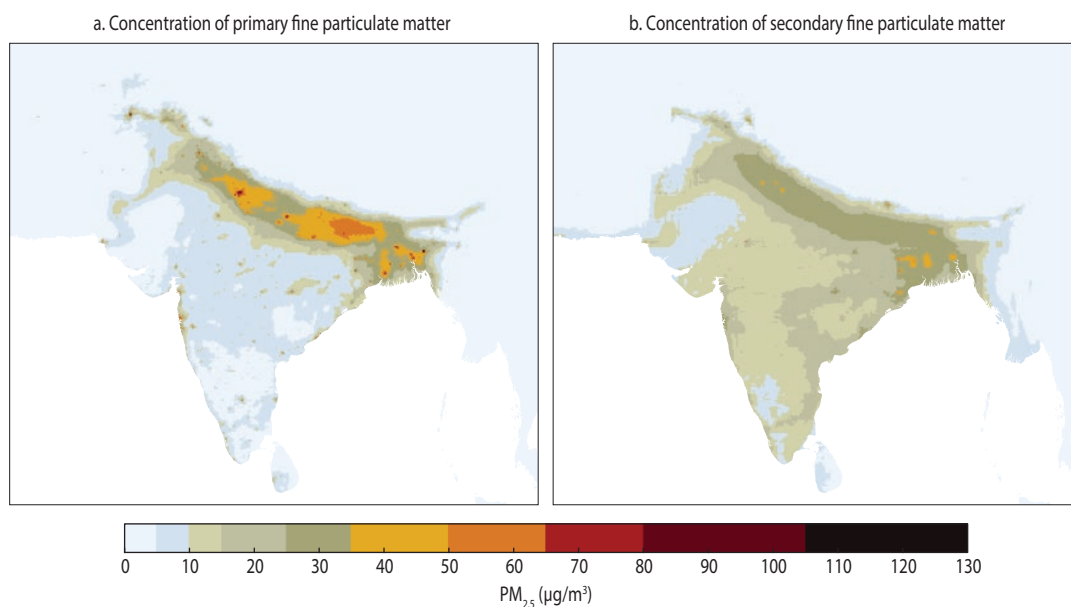 a. Concentration of primary fine particulate matter
b. Concentration of secondary fine particulate matter
0 10 20 30 40 50 60 70 80 90 100 110 120 130
PM2.5 (µg/m³)